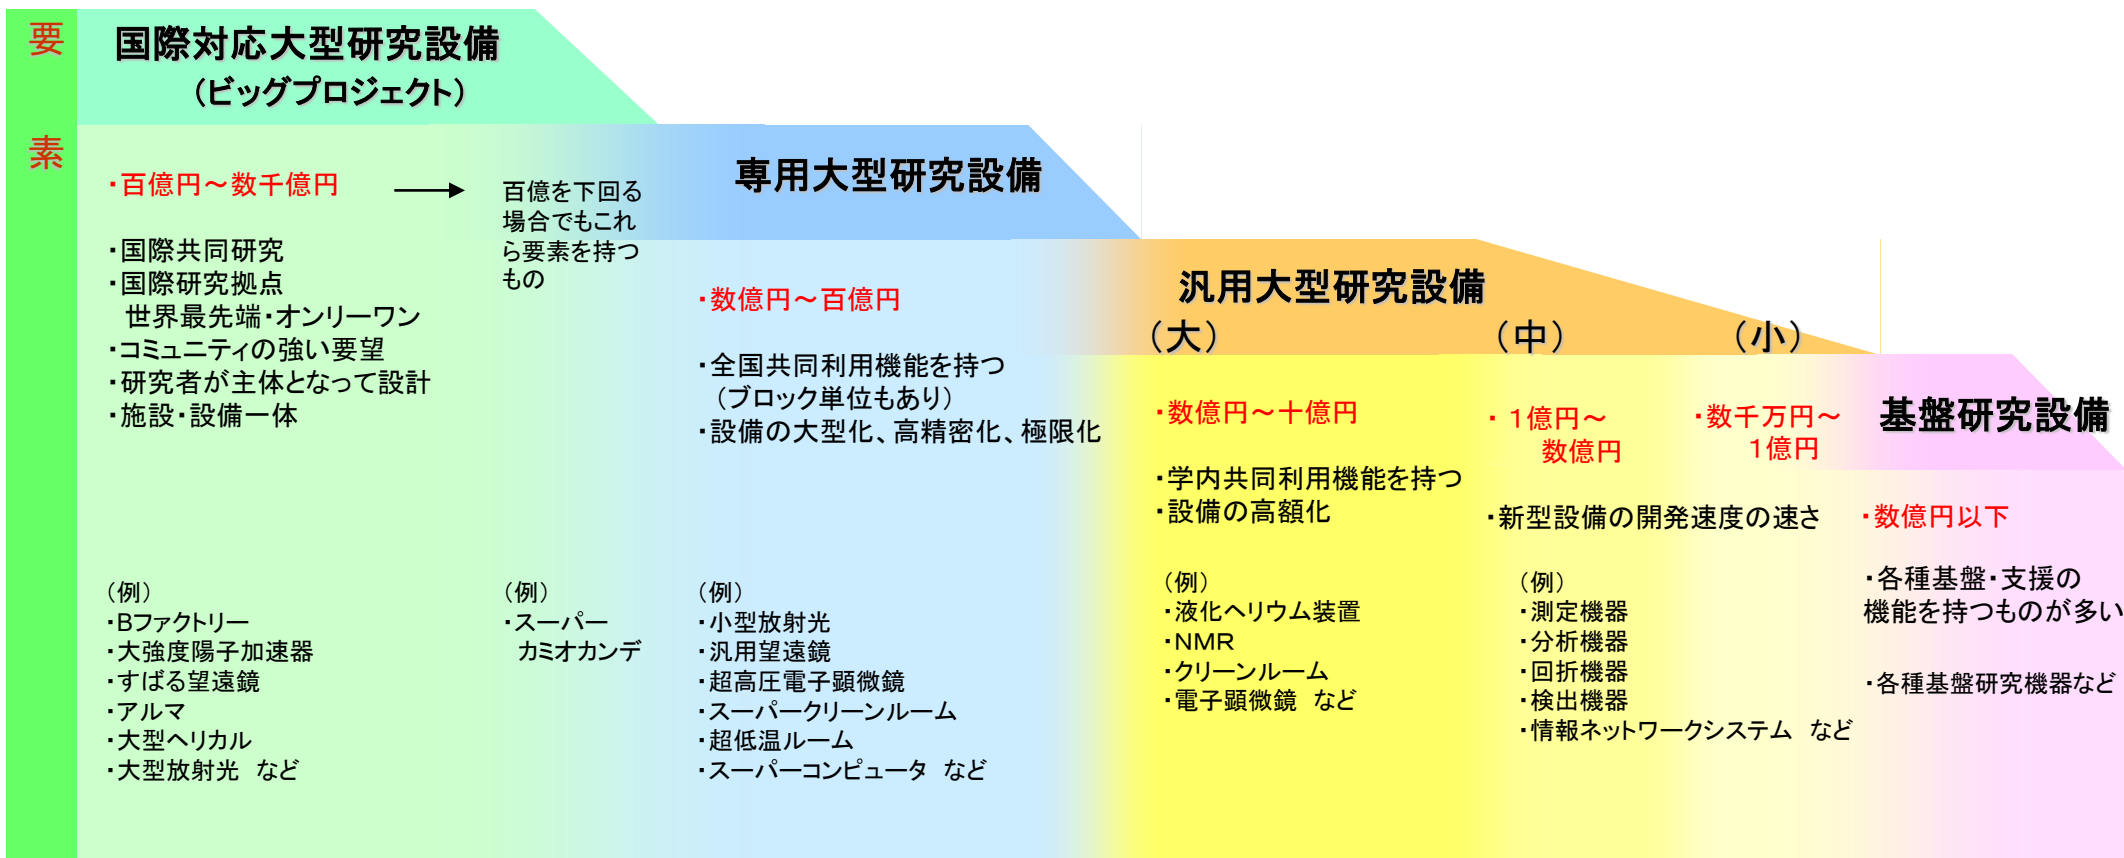 要
素
国際対応大型研究設備
（ビッグプロジェクト）
・百億円～数千億円
・国際共同研究
・国際研究拠点
世界最先端・オンリーワン
・コミュニティの強い要望
・研究者が主体となって設計
・施設・設備一体
（例）
・Bファクトリー
・大強度陽子加速器
・すばる望遠鏡
・アルマ
・大型ヘリカル
・大型放射光　など
百億を下回る
場合でもこれ
ら要素を持つ
もの
（例）
・スーパー
カミオカンデ
専用大型研究設備
・数億円～百億円
・全国共同利用機能を持つ
（ブロック単位もあり）
・設備の大型化、高精密化、極限化
（例）
・小型放射光
・汎用望遠鏡
・超高圧電子顕微鏡
・スーパークリーンルーム
・超低温ルーム
・スーパーコンピュータ　など
汎用大型研究設備
（大）
・数億円～十億円
・学内共同利用機能を持つ
・設備の高額化
（例）
・液化ヘリウム装置
・NMR
・クリーンルーム
・電子顕微鏡　など
（中）
・１億円～
数億円
（小）
・数千万円～
１億円
・新型設備の開発速度の速さ
（例）
・測定機器
・分析機器
・回折機器
・検出機器
・情報ネットワークシステム　など
基盤研究設備
・数億円以下
・各種基盤・支援の
機能を持つものが多い
・各種基盤研究機器など